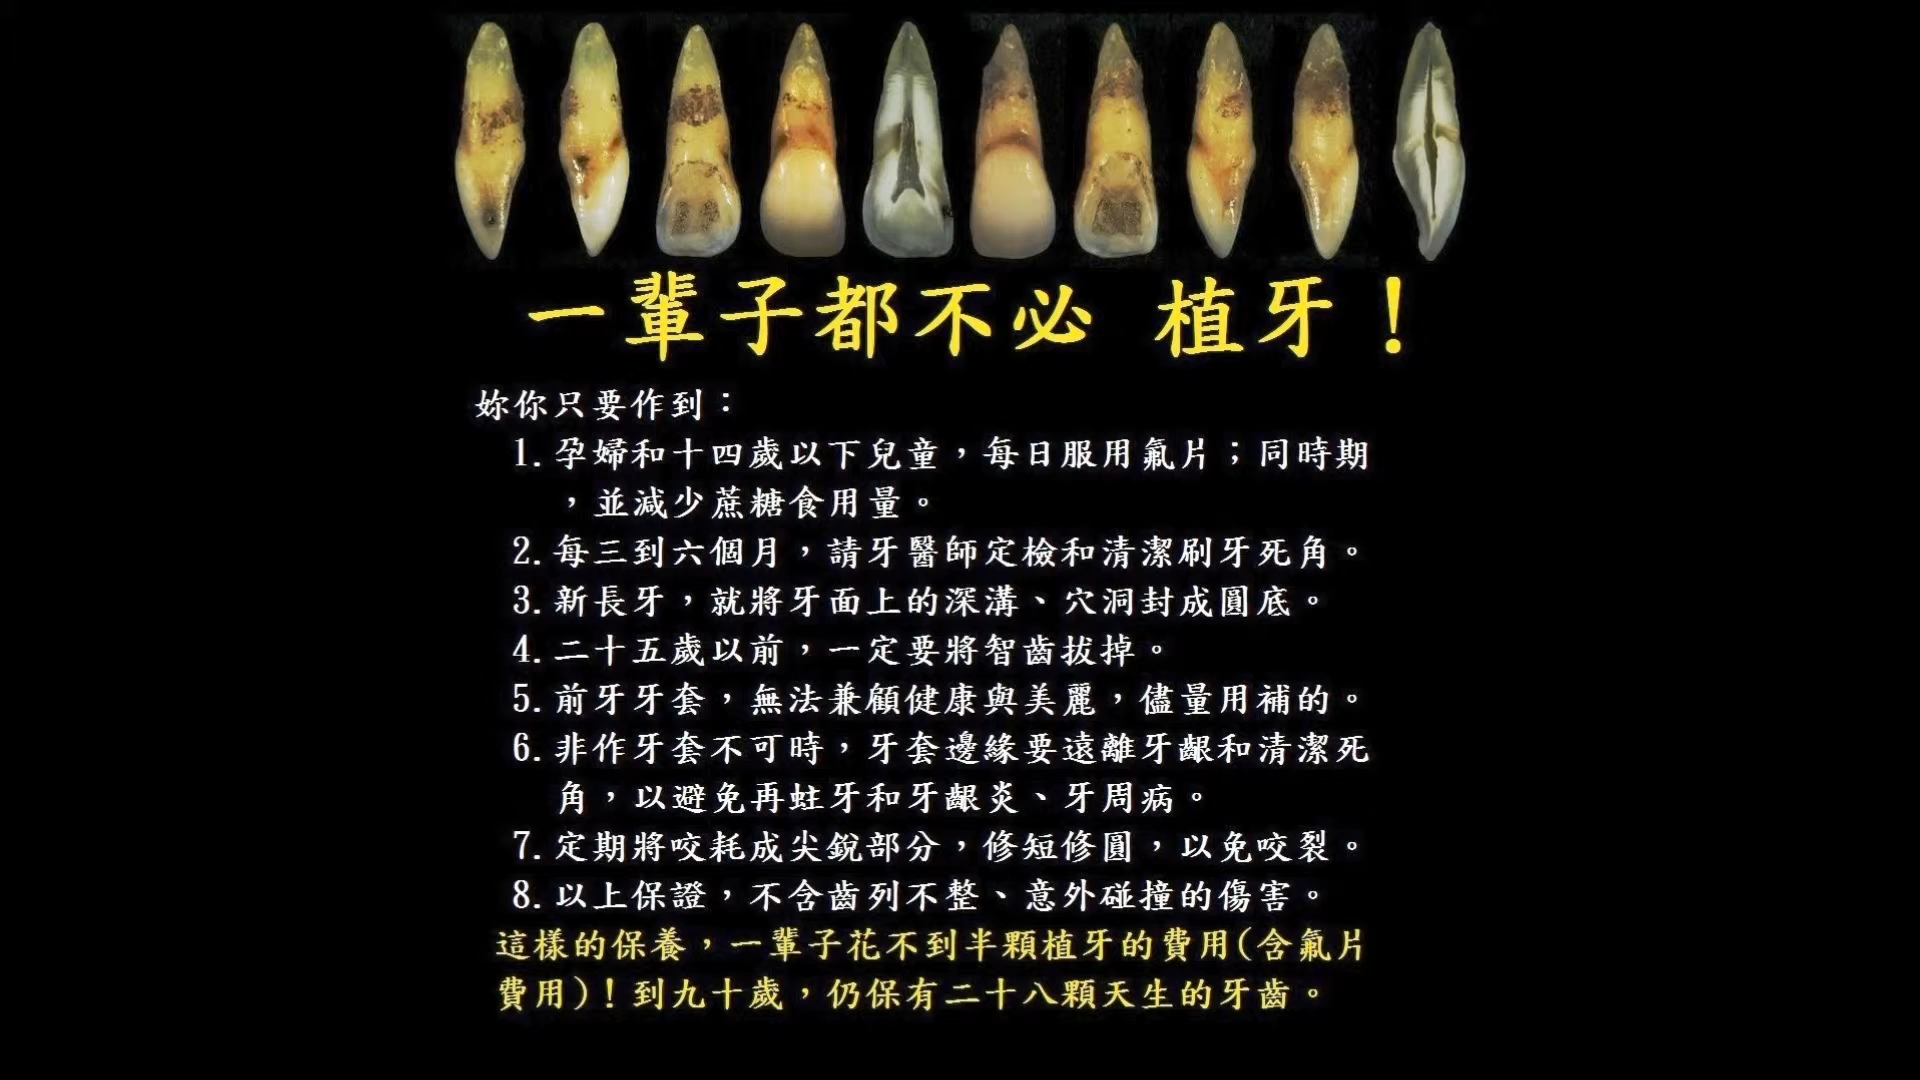 一輩子都不必 植牙！
妳你只要作到：
1.孕婦和十四歲以下兒童，每日服用氟片；同時期
，並減少蔗糖食用量。
2.每三到六個月，請牙醫師定檢和清潔刷牙死角。
3.新長牙，就將牙面上的深溝、穴洞封成圓底。
4.二十五歲以前，一定要將智齒拔掉。
5.前牙牙套，無法兼顧健康與美麗，儘量用補的。
6.非作牙套不可時，牙套邊緣要遠離牙齦和清潔死
角，以避免再蛀牙和牙齦炎、牙周病。
7.定期將咬耗成尖銳部分，修短修圓，以免咬裂。
8.以上保證，不含齒列不整、意外碰撞的傷害。
這樣的保養，一輩子花不到半顆植牙的費用(含氟片
費用)!到九十歲，仍保有二十八顆天生的牙齒。